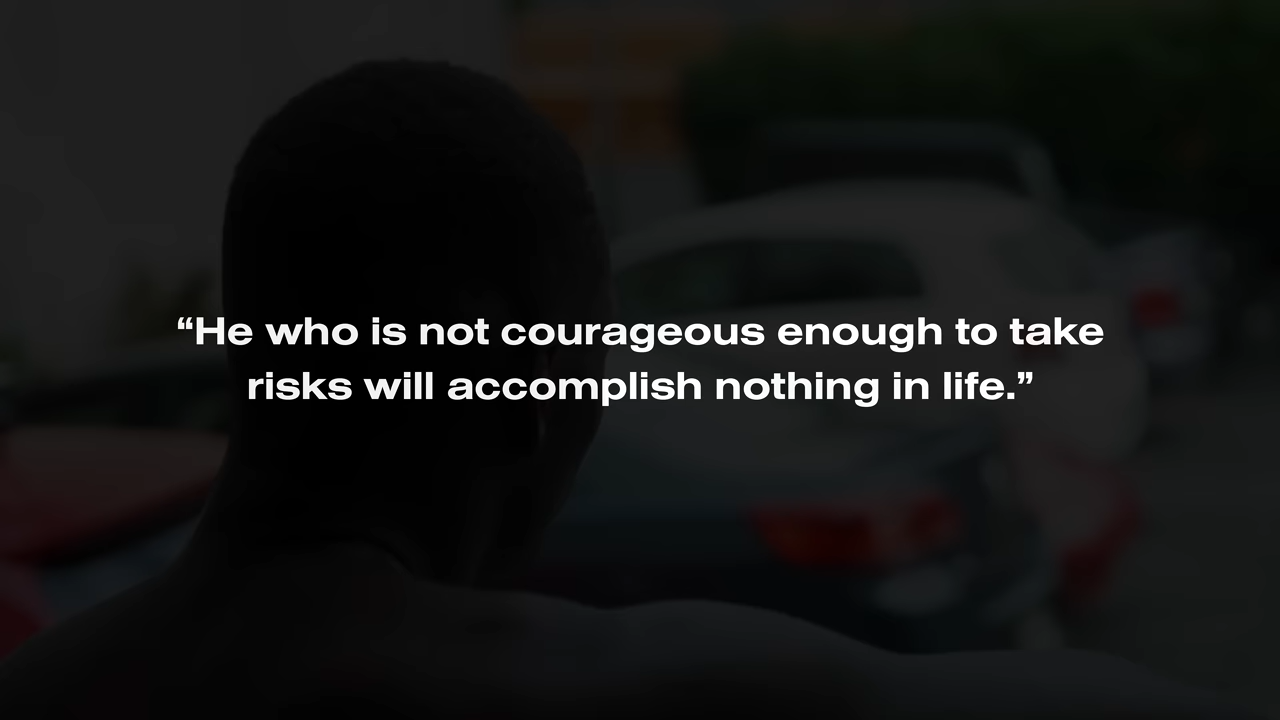 “He who is not courageous enough to take
risks will accomplish nothing in life.”